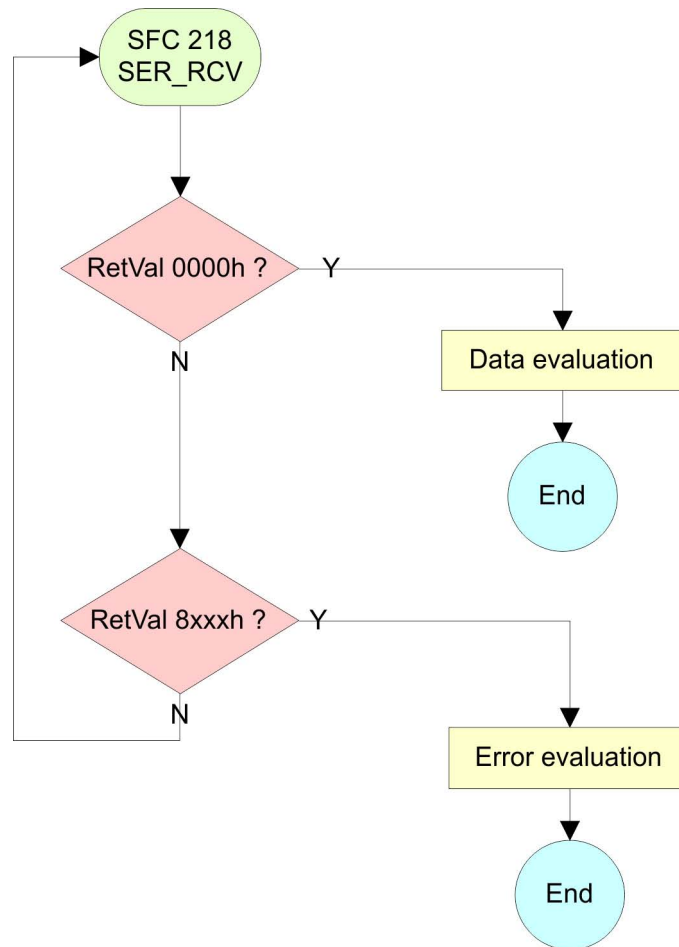 SFC 218
SER_RCV
RetVal 0000h ?
Y
N
Data evaluation
End
RetVal 8xxxh ?
Y
N
Error evaluation
End